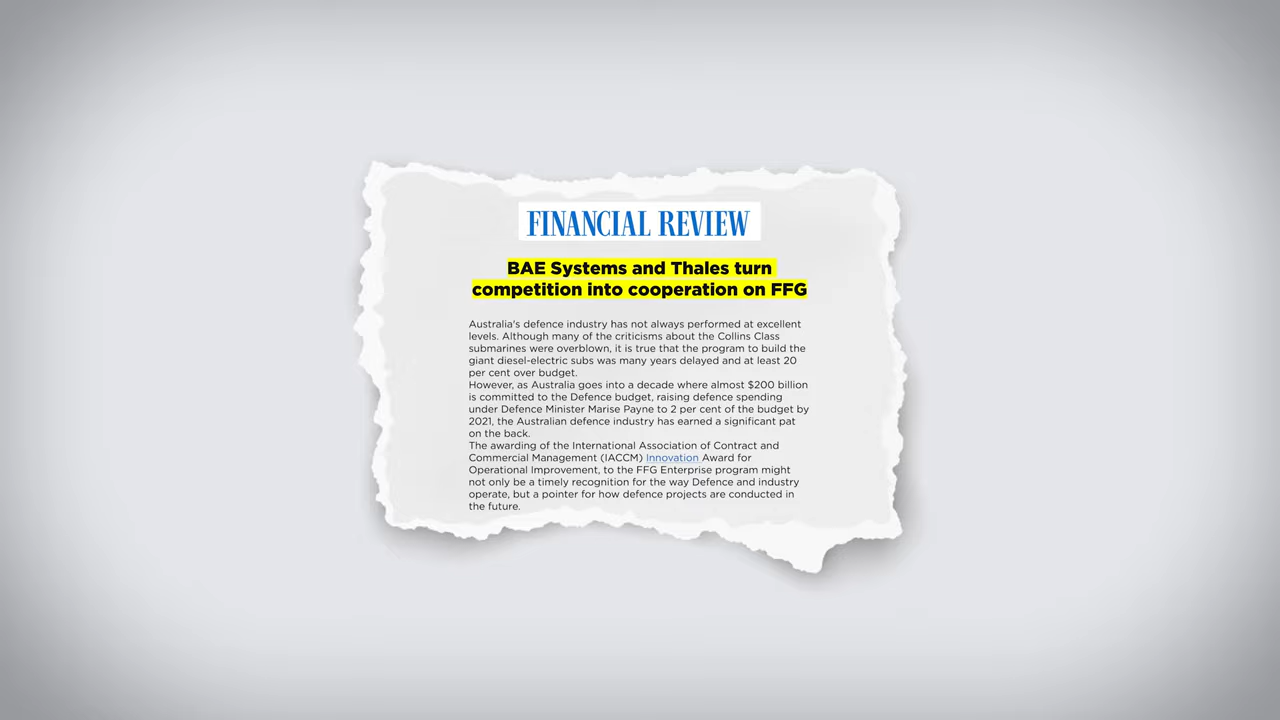 FINANCIAL REVIEW
BAE Systems and Thales turn
competition into cooperation on FFG
Australia's defence industry has not always performed at excellent
levels. Although many of the criticisms about the Collins Class
submarines were overblown, it is true that the program to build the
giant diesel-electric subs was many years delayed and at least 20
per cent over budget.
However, as Australia goes into a decade where almost $200 billion
is committed to the Defence budget, raising defence spending
under Defence Minister Marise Payne to 2 per cent of the budget by
2021, the Australian defence industry has earned a significant pat
on the back.
The awarding of the International Association of Contract and
Commercial Management (IACCM) Innovation Award for
Operational Improvement, to the FFG Enterprise program might
not only be a timely recognition for the way Defence and industry
operate, but a pointer for how defence projects are conducted in
the future.